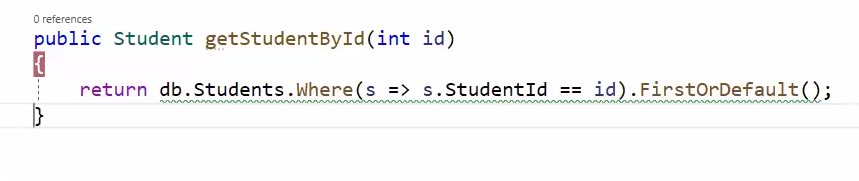 0 references
public Student getStudentById(int id)
{
return db.Students.Where(s => s.StudentId == id).FirstOrDefault();
}